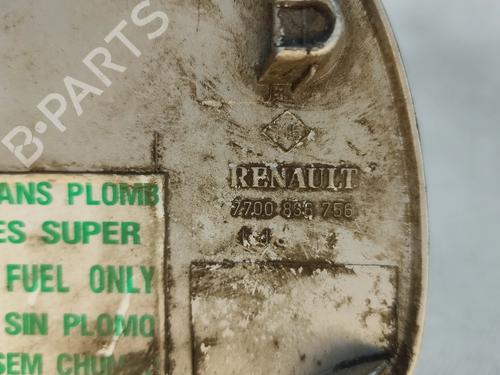 B-PARTS
RENAULT
7700 836 756
ANS PLOMB
ES SUPER
FUEL ONLY
SIN PLOMO
SEM CHUM